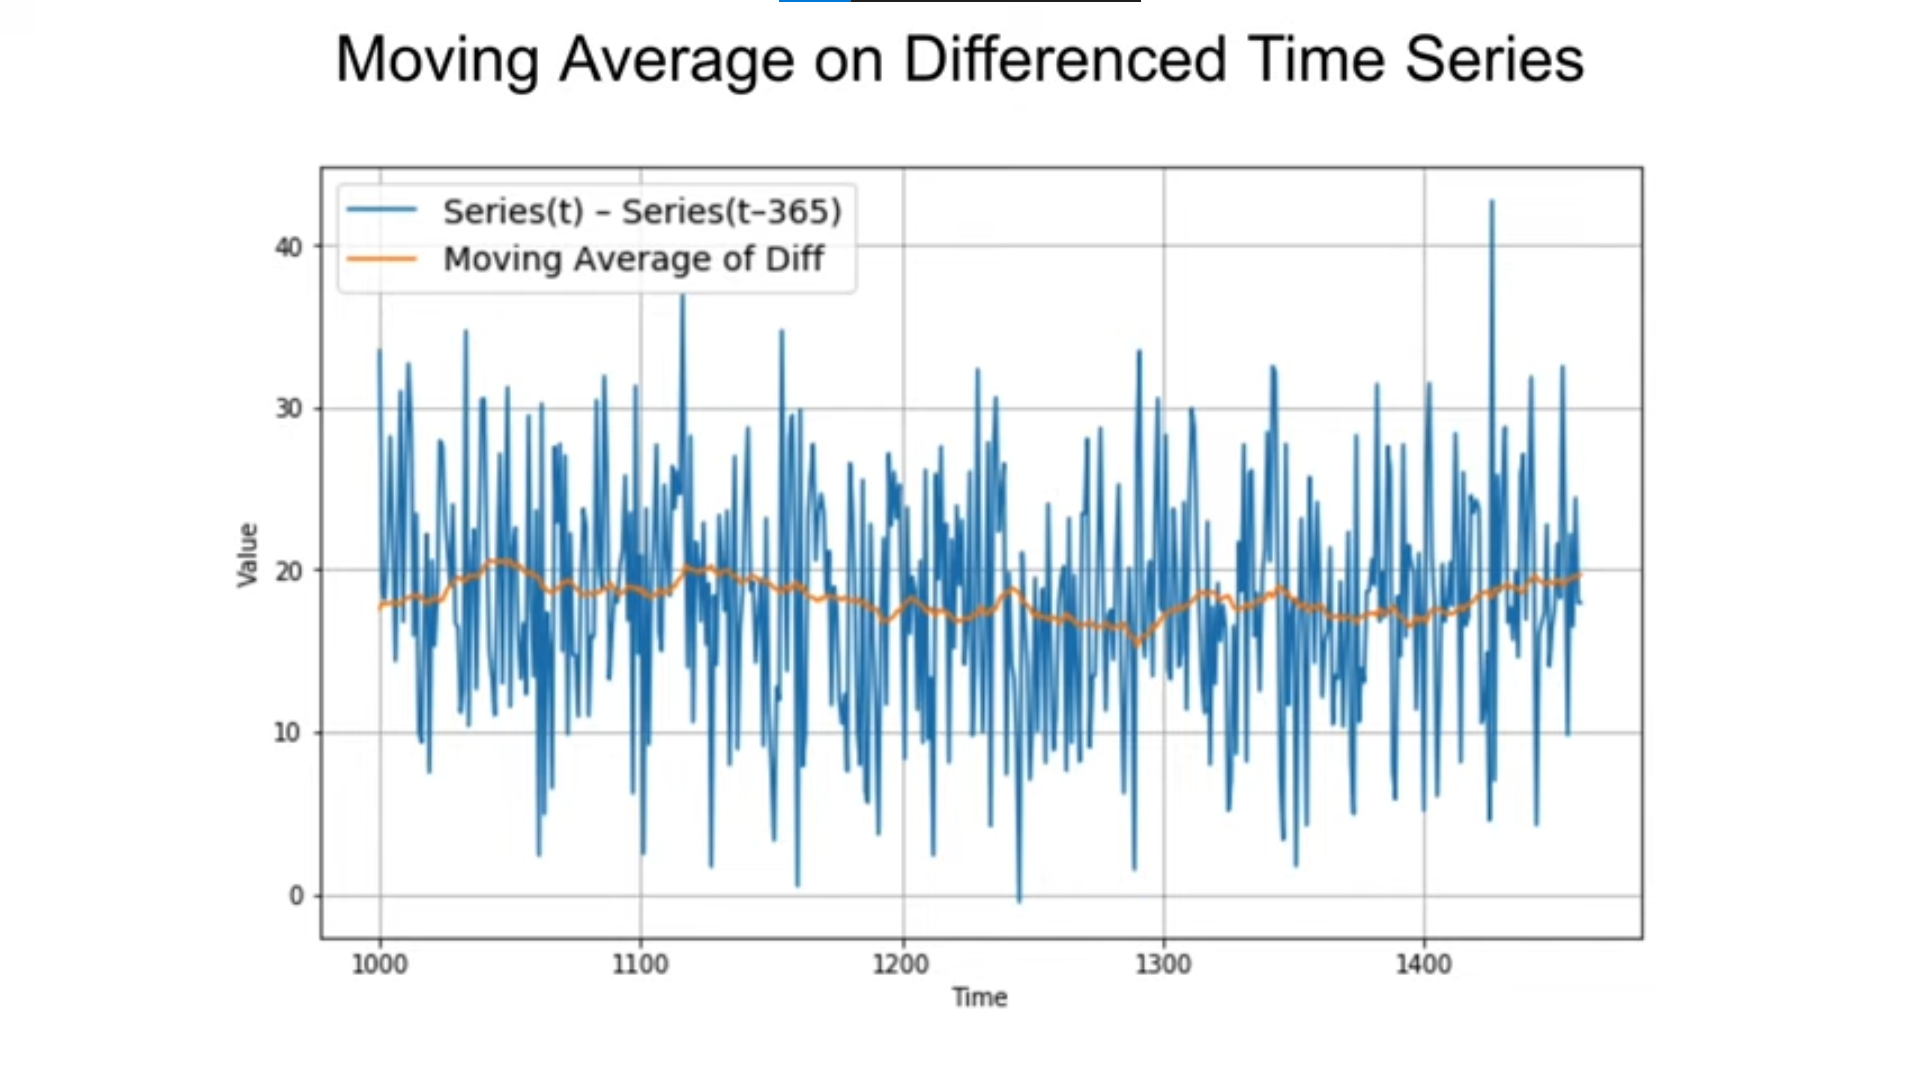 Moving Average on Differenced Time Series
Series(t) – Series(t–365)
Moving Average of Diff
40
30
20
10
0
Value
1000 1100 1200 1300 1400
Time